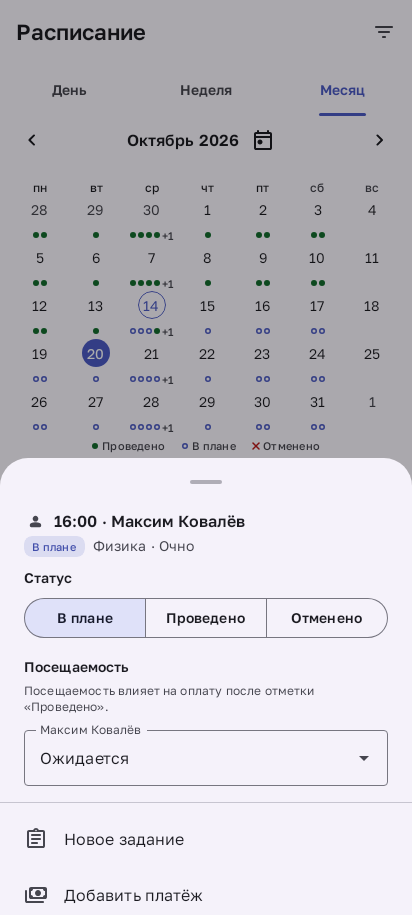 Расписание
День Неделя Месяц
Октябрь 2026
пн вт ср чт пт сб вс
28 29 30 1 2 3 4
+1
5 6 7 8 9 10 11
+1
12 13 14 15 16 17 18
+1
19 20 21 22 23 24 25
+1
26 27 28 29 30 31 1
+1
Проведено В плане Отменено
16:00 · Максим Ковалёв
В плане Физика · Очно
Статус
В плане Проведено Отменено
Посещаемость
Посещаемость влияет на оплату после отметки
«Проведено».
Максим Ковалёв
Ожидается
Новое задание
Добавить платёж